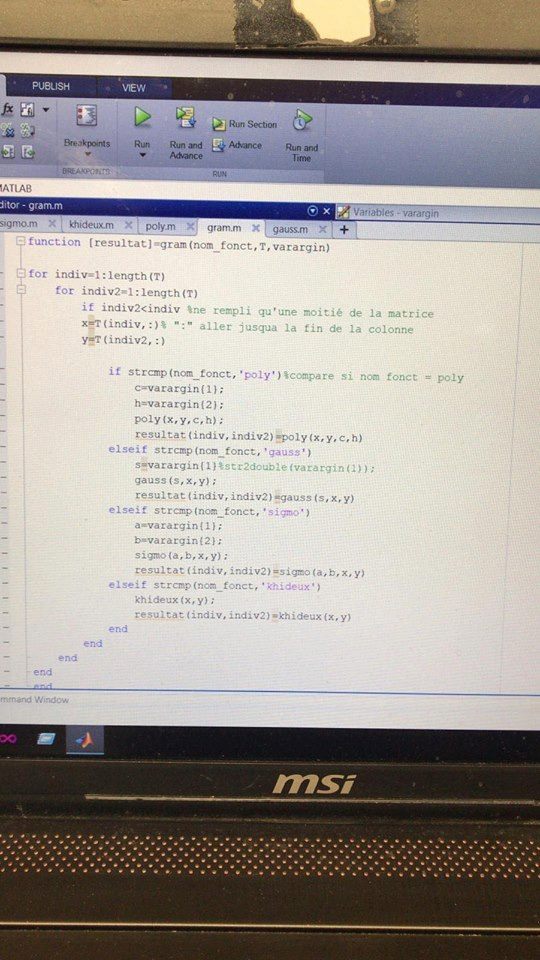 PUBLISH VIEW
fx
Breakpoints Run Run and Advance Run Section Advance Run and Time
BREAKPOINTS RUN
MATLAB
ditor - gram.m Variables - varargin
sigmo.m khideux.m poly.m gram.m gauss.m +
function [resultat]=gram(nom_fonct,T,varargin)
for indiv=1:length(T)
for indiv2=1:length(T)
if indiv2<indiv %ne rempli qu'une moitié de la matrice
x=T(indiv,:)% ":" aller jusqua la fin de la colonne
y=T(indiv2,:)
if strcmp(nom_fonct,'poly')%compare si nom fonct = poly
c=varargin{1};
h=varargin{2};
poly(x,y,c,h);
resultat(indiv,indiv2)=poly(x,y,c,h)
elseif strcmp(nom_fonct,'gauss')
s=varargin{1}%str2double(varargin(1));
gauss(s,x,y);
resultat(indiv,indiv2)=gauss(s,x,y)
elseif strcmp(nom_fonct,'sigmo')
a=varargin{1};
b=varargin{2};
sigmo(a,b,x,y);
resultat(indiv,indiv2)=sigmo(a,b,x,y)
elseif strcmp(nom_fonct,'khideux')
khideux(x,y);
resultat(indiv,indiv2)=khideux(x,y)
end
end
end
end
end
mmand Window
msi